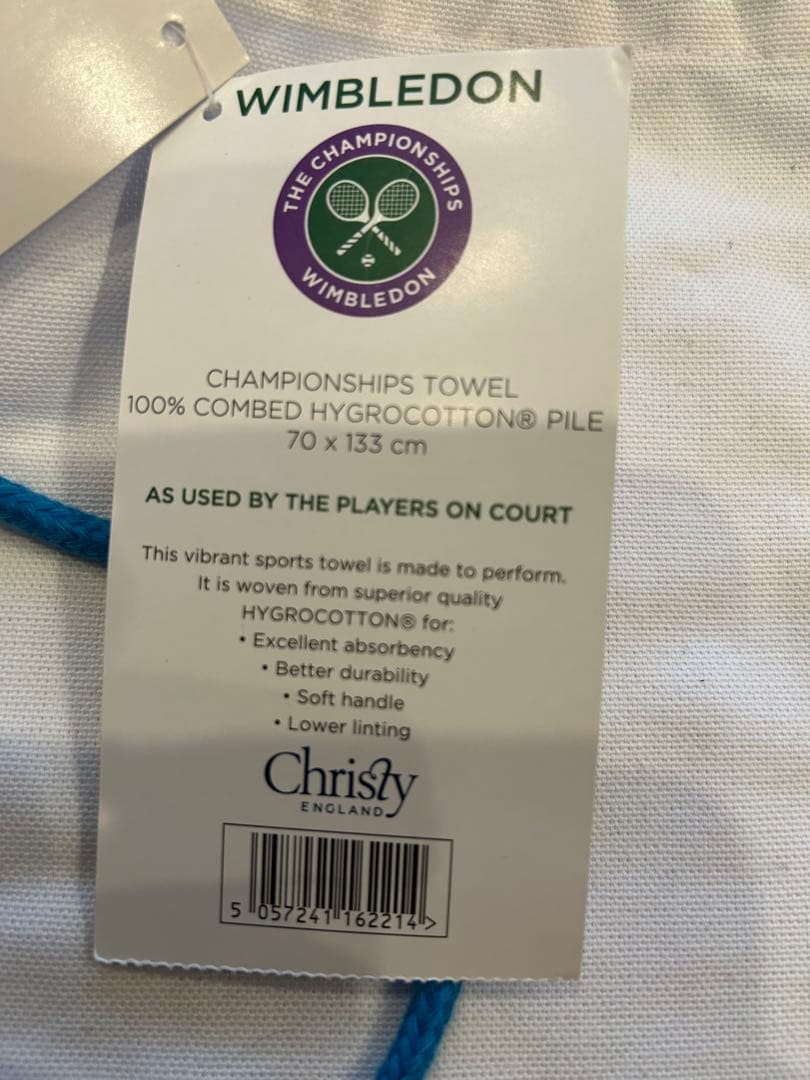 WIMBLEDON
THE CHAMPIONSHIPS
WIMBLEDON
CHAMPIONSHIPS TOWEL
100% COMBED HYGROCOTTON® PILE
70 x 133 cm
AS USED BY THE PLAYERS ON COURT
This vibrant sports towel is made to perform.
It is woven from superior quality
HYGROCOTTON® for:
• Excellent absorbency
• Better durability
• Soft handle
• Lower linting
Christy
ENGLAND
5 057241 162214 >